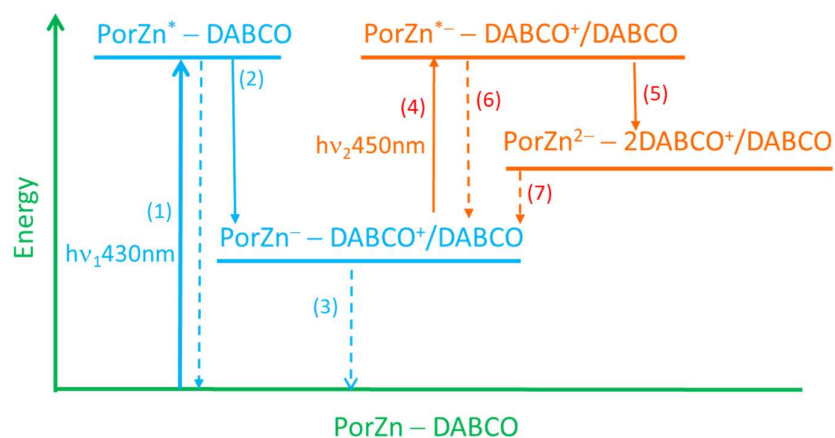 PorZn* – DABCO
PorZn*– – DABCO⁺/DABCO
(2)
(4)
(6)
(5)
hν₂450nm
PorZn²⁻ – 2DABCO⁺/DABCO
(1)
(7)
Energy
hν₁430nm
PorZn⁻ – DABCO⁺/DABCO
(3)
PorZn – DABCO